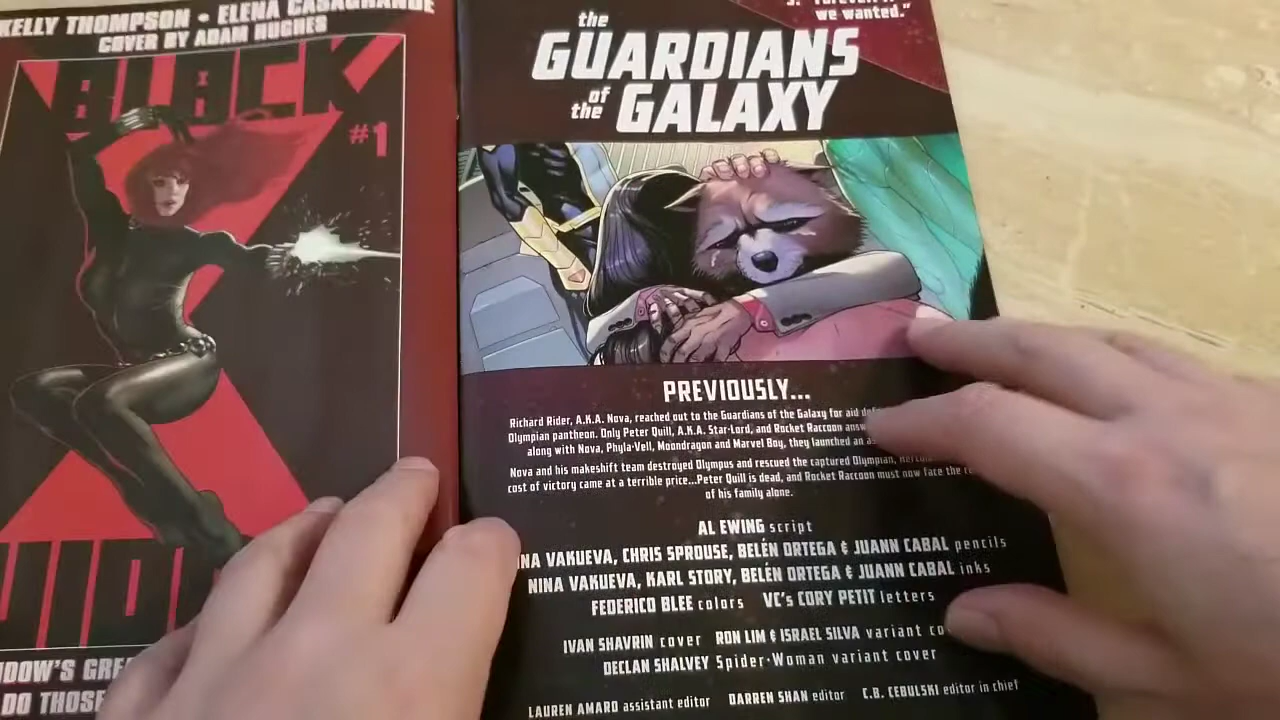 KELLY THOMPSON • ELENA CASAGRANDE
COVER BY ADAM HUGHES
BLACK
#1
DO THOSE
we wanted."
the
GUARDIANS
of the
GALAXY
PREVIOUSLY...
Richard Rider, A.K.A. Nova, reached out to the Guardians of the Galaxy for aid
Olympian pantheon. Only Peter Quill, A.K.A. Star-Lord, and Rocket Raccoon
along with Nova, Phyla-Vell, Moondragon and Marvel Boy, they launched an
Nova and his makeshift team destroyed Olympus and rescued the captured Olympian,
cost of victory came at a terrible price...Peter Quill is dead, and Rocket Raccoon must now face the
of his family alone.
AL EWING script
VAKUEVA, CHRIS SPROUSE, BELÉN ORTEGA & JUANN CABAL pencils
NINA VAKUEVA, KARL STORY, BELÉN ORTEGA & JUANN CABAL inks
FEDERICO BLEE colors VC's CORY PETIT letters
IVAN SHAVRIN cover RON LIM & ISRAEL SILVA variant
DECLAN SHALVEY Spider-Woman variant cover
LAUREN AMARO assistant editor DARREN SHAN editor C.B. CEBULSKI editor in chief